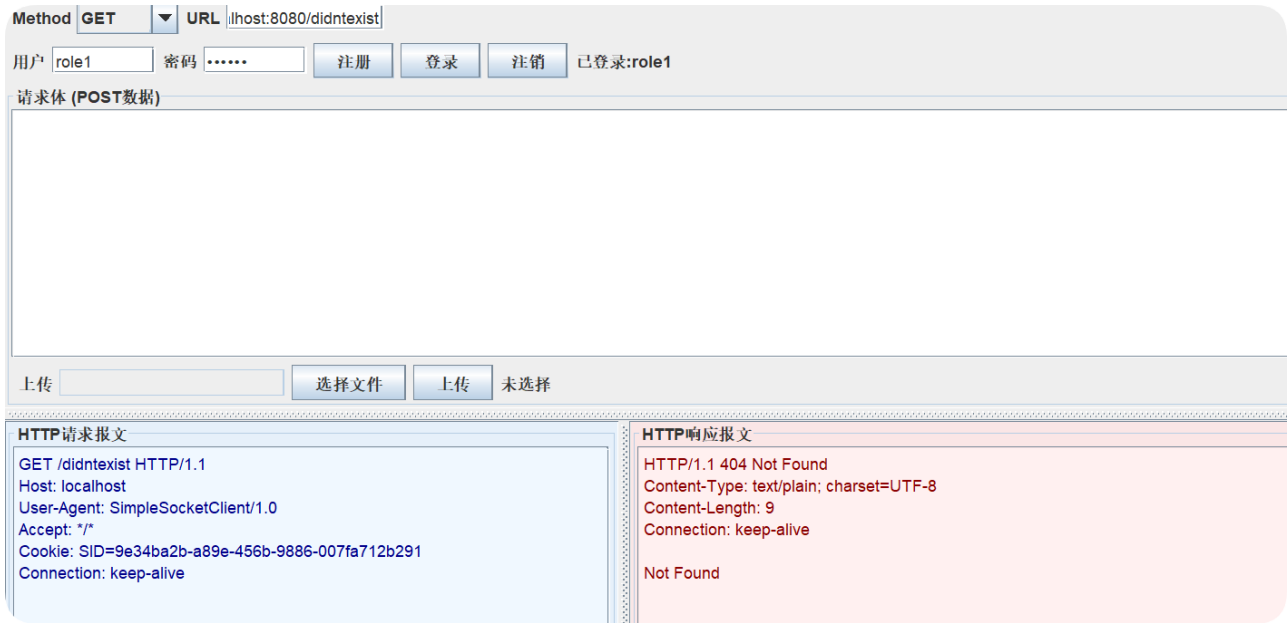 Method GET URL lhost:8080/didntexist
用户 role1 密码 •••••• 注册 登录 注销 已登录:role1
请求体 (POST数据)
上传 选择文件 上传 未选择
HTTP请求报文
GET /didntexist HTTP/1.1
Host: localhost
User-Agent: SimpleSocketClient/1.0
Accept: */*
Cookie: SID=9e34ba2b-a89e-456b-9886-007fa712b291
Connection: keep-alive
HTTP响应报文
HTTP/1.1 404 Not Found
Content-Type: text/plain; charset=UTF-8
Content-Length: 9
Connection: keep-alive
Not Found